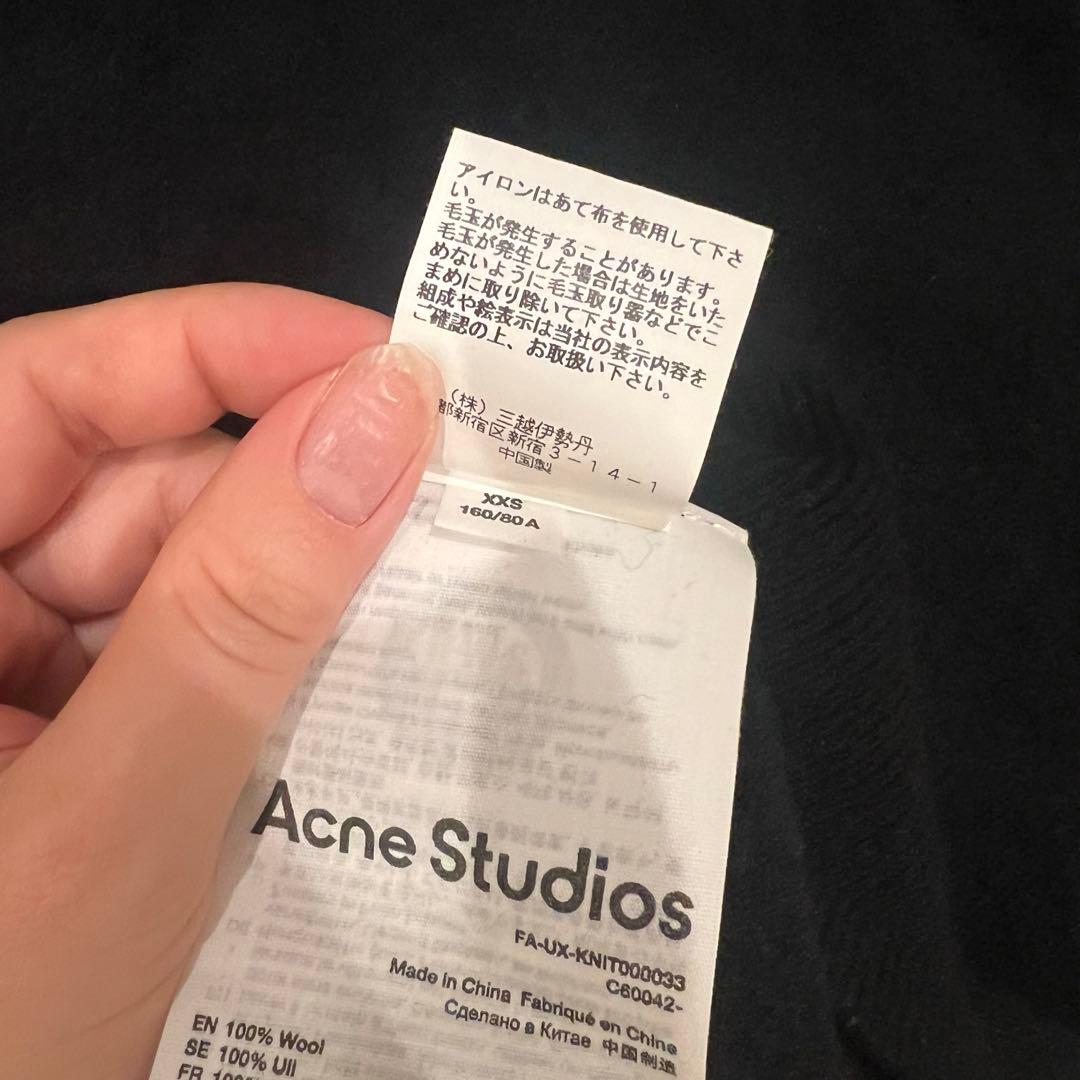 アイロンはあて布を使用して下さ
い。
毛玉が発生することがあります。
毛玉が発生した場合は生地をいた
めないように毛玉取り器などでこ
まめに取り除いて下さい。
組成や絵表示は当社の表示内容を
ご確認の上、お取扱い下さい。
(株)三越伊勢丹
都新宿区新宿3-14-1
中国製
XXS
160/80A
Acne Studios
FA-UX-KNIT000033
C60042-
Made in China Fabriqué en Chine
Сделано в Китае 中国制造
EN 100% Wool
SE 100% Ull
FR